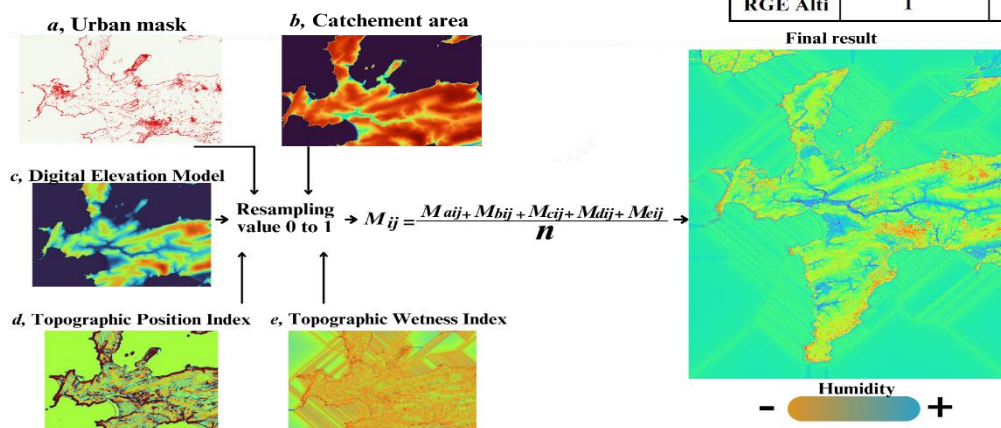 RGE Alti 1
a, Urban mask
b, Catchement area
Final result
c, Digital Elevation Model
Resampling
value 0 to 1
M ij = M aij + M bij + M cij + M dij + M eij
n
d, Topographic Position Index
e, Topographic Wetness Index
Humidity
- +